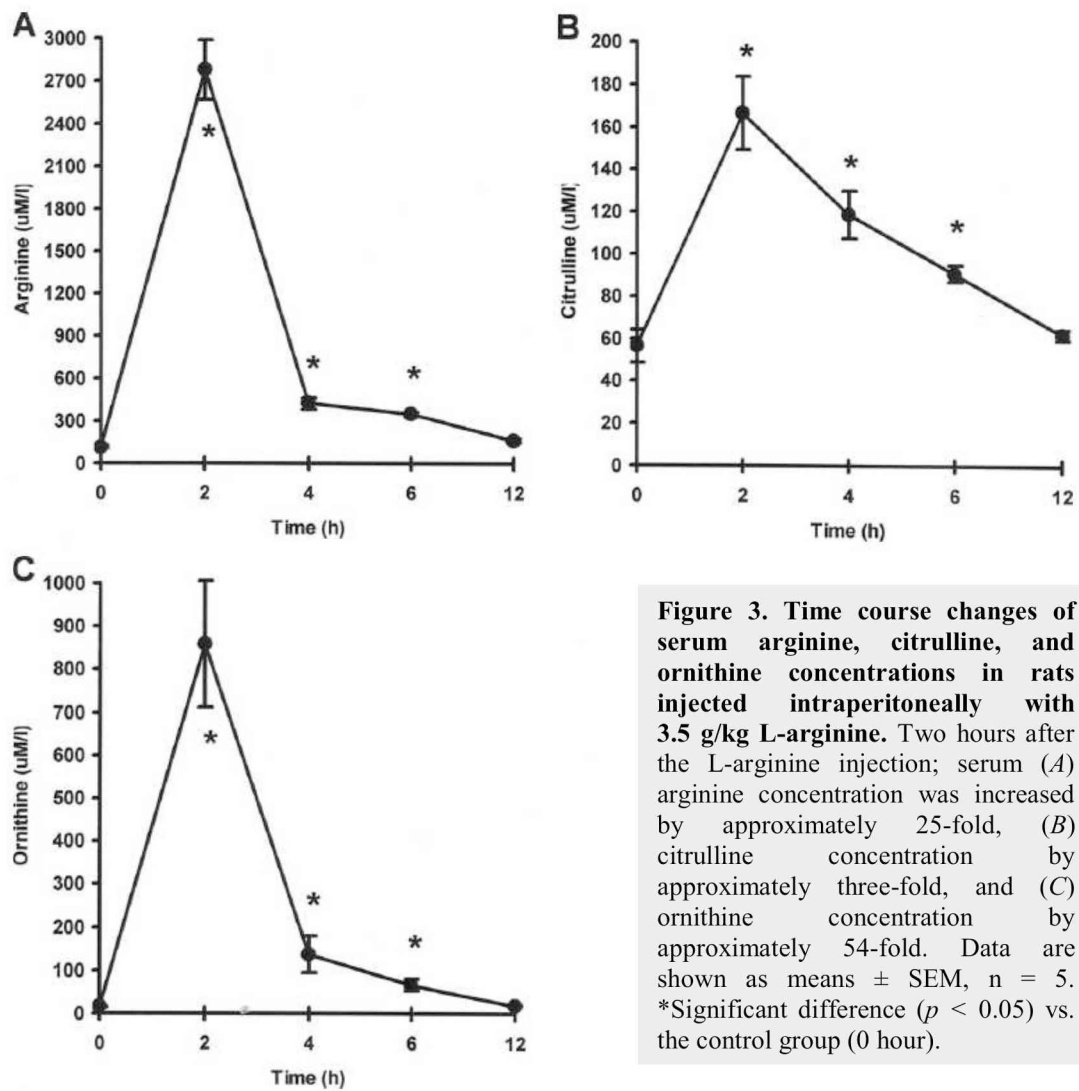 A
3000
2700
2400
2100
1800
1500
1200
900
600
300
0
Arginine (uM/l)
*
*
*
0 2 4 6 12
Time (h)
B
200
180
160
140
120
100
80
60
40
20
0
Citrulline (uM/l)
*
*
*
0 2 4 6 12
Time (h)
C
1000
900
800
700
600
500
400
300
200
100
0
Ornithine (uM/l)
*
*
*
0 2 4 6 12
Time (h)
Figure 3. Time course changes of
serum arginine, citrulline, and
ornithine concentrations in rats
injected intraperitoneally with
3.5 g/kg L-arginine. Two hours after
the L-arginine injection; serum (A)
arginine concentration was increased
by approximately 25-fold, (B)
citrulline concentration by
approximately three-fold, and (C)
ornithine concentration by
approximately 54-fold. Data are
shown as means ± SEM, n = 5.
*Significant difference (p < 0.05) vs.
the control group (0 hour).